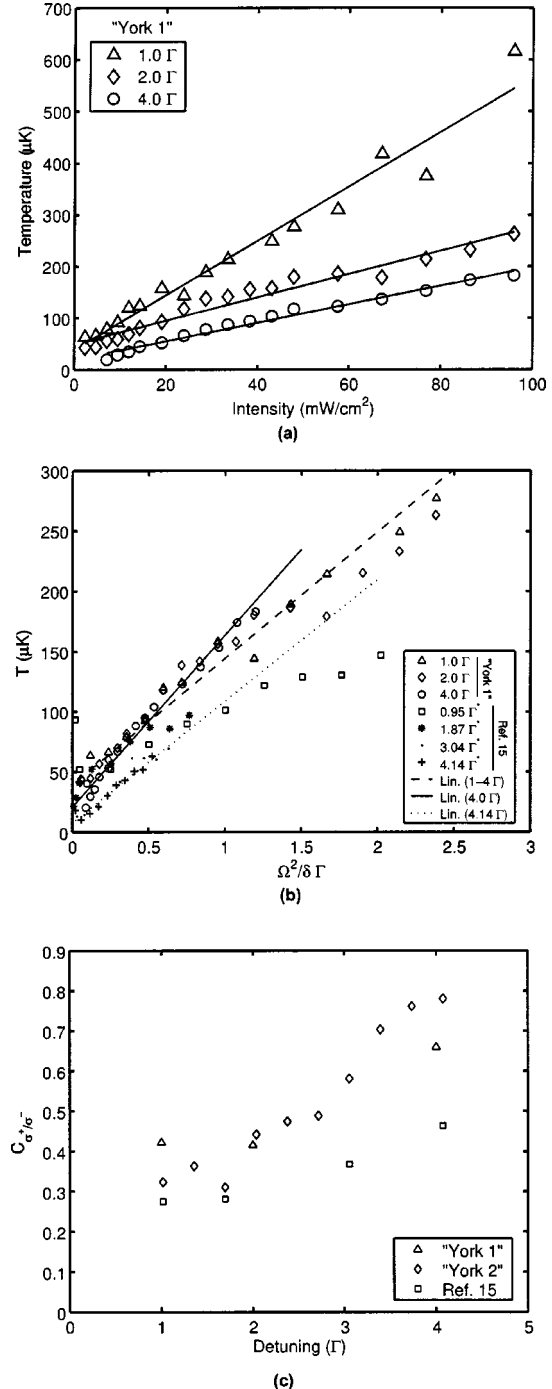 700
600
500
400
300
200
100
0
Temperature (μK)
"York 1"
1.0 Γ
2.0 Γ
4.0 Γ
0
20
40
60
80
100
Intensity (mW/cm²)
(a)
300
250
200
150
100
50
0
T (μK)
1.0 Γ
2.0 Γ
4.0 Γ
"York 1"
0.95 Γ
1.87 Γ
3.04 Γ
4.14 Γ
Ref. 15
Lin. (1–4 Γ)
Lin. (4.0 Γ)
Lin. (4.14 Γ)
0
0.5
1
1.5
2
2.5
3
Ω²/δ Γ
(b)
0.9
0.8
0.7
0.6
0.5
0.4
0.3
0.2
0.1
0
C σ⁺/σ⁻
"York 1"
"York 2"
Ref. 15
0
1
2
3
4
5
Detuning (Γ)
(c)